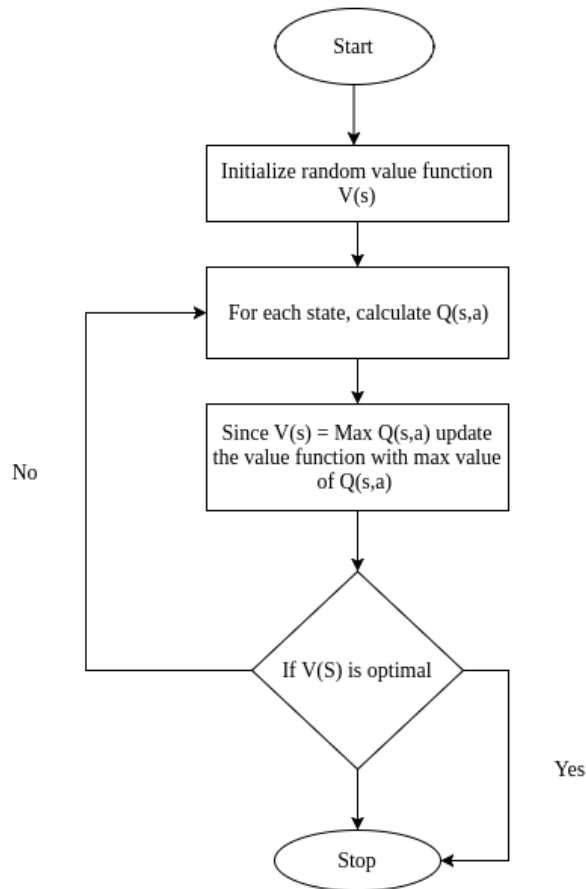 Start
Initialize random value function
V(s)
For each state, calculate Q(s,a)
Since V(s) = Max Q(s,a) update
the value function with max value
of Q(s,a)
No
If V(S) is optimal
Yes
Stop